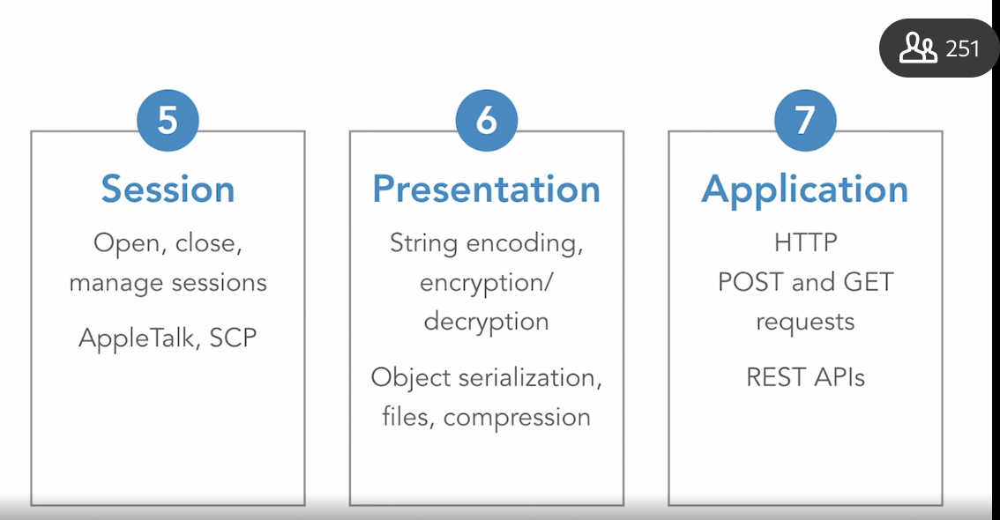 251
5
Session
Open, close,
manage sessions
AppleTalk, SCP
6
Presentation
String encoding,
encryption/
decryption
Object serialization,
files, compression
7
Application
HTTP
POST and GET
requests
REST APIs